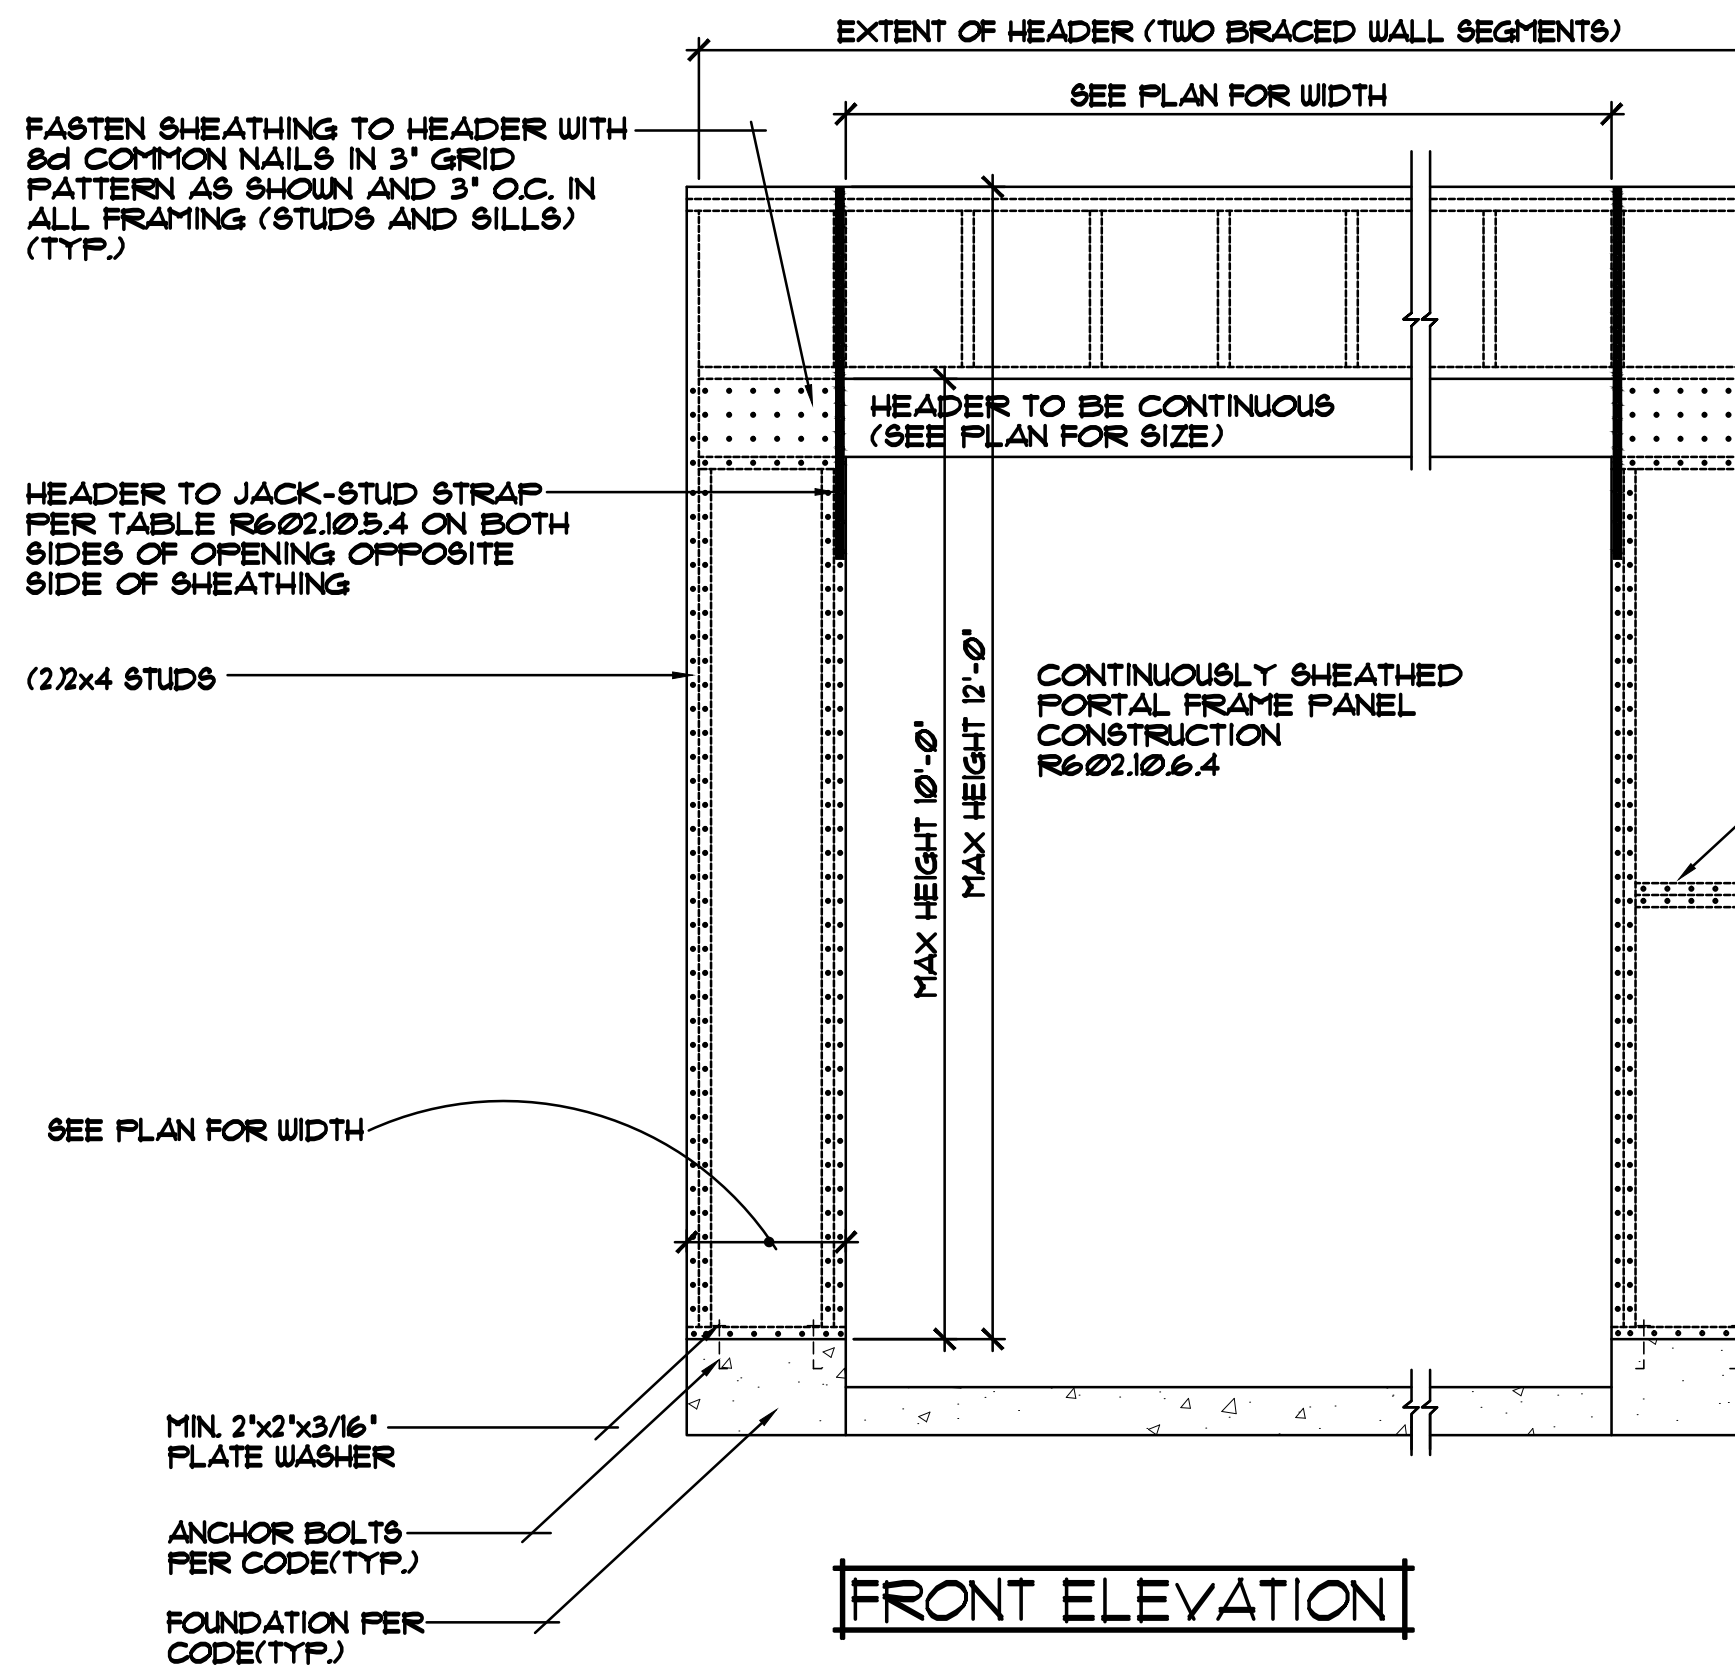 EXTENT OF HEADER (TWO BRACED WALL SEGMENTS)
SEE PLAN FOR WIDTH
FASTEN SHEATHING TO HEADER WITH
8d COMMON NAILS IN 3" GRID
PATTERN AS SHOWN AND 3" O.C. IN
ALL FRAMING (STUDS AND SILLS)
(TYP.)
HEADER TO BE CONTINUOUS
(SEE PLAN FOR SIZE)
HEADER TO JACK-STUD STRAP
PER TABLE R602.10.5.4 ON BOTH
SIDES OF OPENING OPPOSITE
SIDE OF SHEATHING
(2)2x4 STUDS
MAX HEIGHT 10'-0"
MAX HEIGHT 12'-0"
CONTINUOUSLY SHEATHED
PORTAL FRAME PANEL
CONSTRUCTION
R602.10.6.4
SEE PLAN FOR WIDTH
MIN. 2"x2"x3/16"
PLATE WASHER
ANCHOR BOLTS
PER CODE(TYP.)
FOUNDATION PER
CODE(TYP.)
FRONT ELEVATION